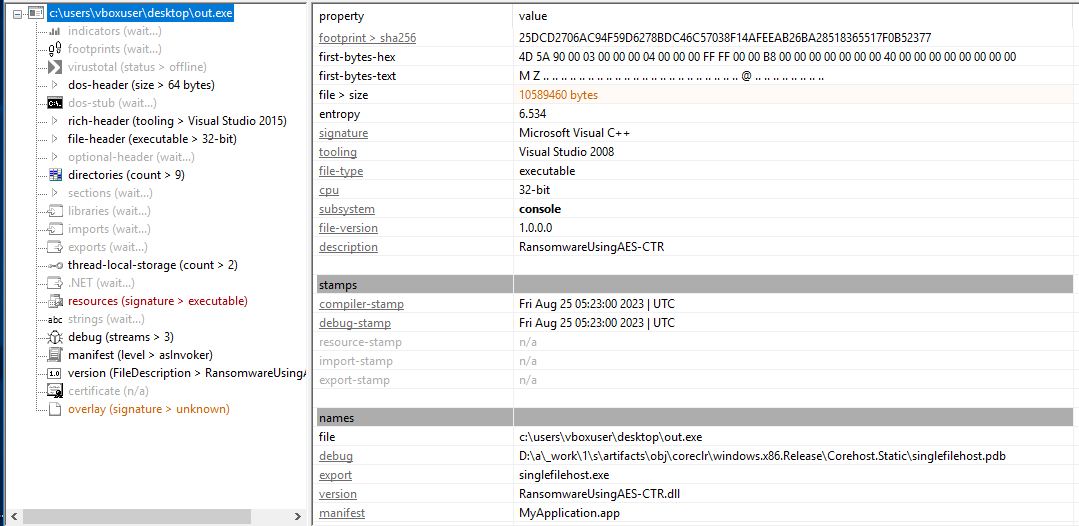 c:\users\vboxuser\desktop\out.exe
indicators (wait...)
footprints (wait...)
virustotal (status > offline)
dos-header (size > 64 bytes)
dos-stub (wait...)
rich-header (tooling > Visual Studio 2015)
file-header (executable > 32-bit)
optional-header (wait...)
directories (count > 9)
sections (wait...)
libraries (wait...)
imports (wait...)
exports (wait...)
thread-local-storage (count > 2)
.NET (wait...)
resources (signature > executable)
abc strings (wait...)
debug (streams > 3)
manifest (level > asInvoker)
1.0 version (FileDescription > RansomwareUsingA
certificate (n/a)
overlay (signature > unknown)
property value
footprint > sha256 25DCD2706AC94F59D6278BDC46C57038F14AFEEAB26BA28518365517F0B52377
first-bytes-hex 4D 5A 90 00 03 00 00 00 04 00 00 00 FF FF 00 00 B8 00 00 00 00 00 00 00 40 00 00 00 00 00 00 00
first-bytes-text M Z .. .. .. .. .. .. .. .. .. .. .. .. .. .. .. .. .. .. .. .. .. .. @ .. .. .. .. .. .. ..
file > size 10589460 bytes
entropy 6.534
signature Microsoft Visual C++
tooling Visual Studio 2008
file-type executable
cpu 32-bit
subsystem console
file-version 1.0.0.0
description RansomwareUsingAES-CTR
stamps
compiler-stamp Fri Aug 25 05:23:00 2023 | UTC
debug-stamp Fri Aug 25 05:23:00 2023 | UTC
resource-stamp n/a
import-stamp n/a
export-stamp n/a
names
file c:\users\vboxuser\desktop\out.exe
debug D:\a\_work\1\s\artifacts\obj\coreclr\windows.x86.Release\Corehost.Static\singlefilehost.pdb
export singlefilehost.exe
version RansomwareUsingAES-CTR.dll
manifest MyApplication.app